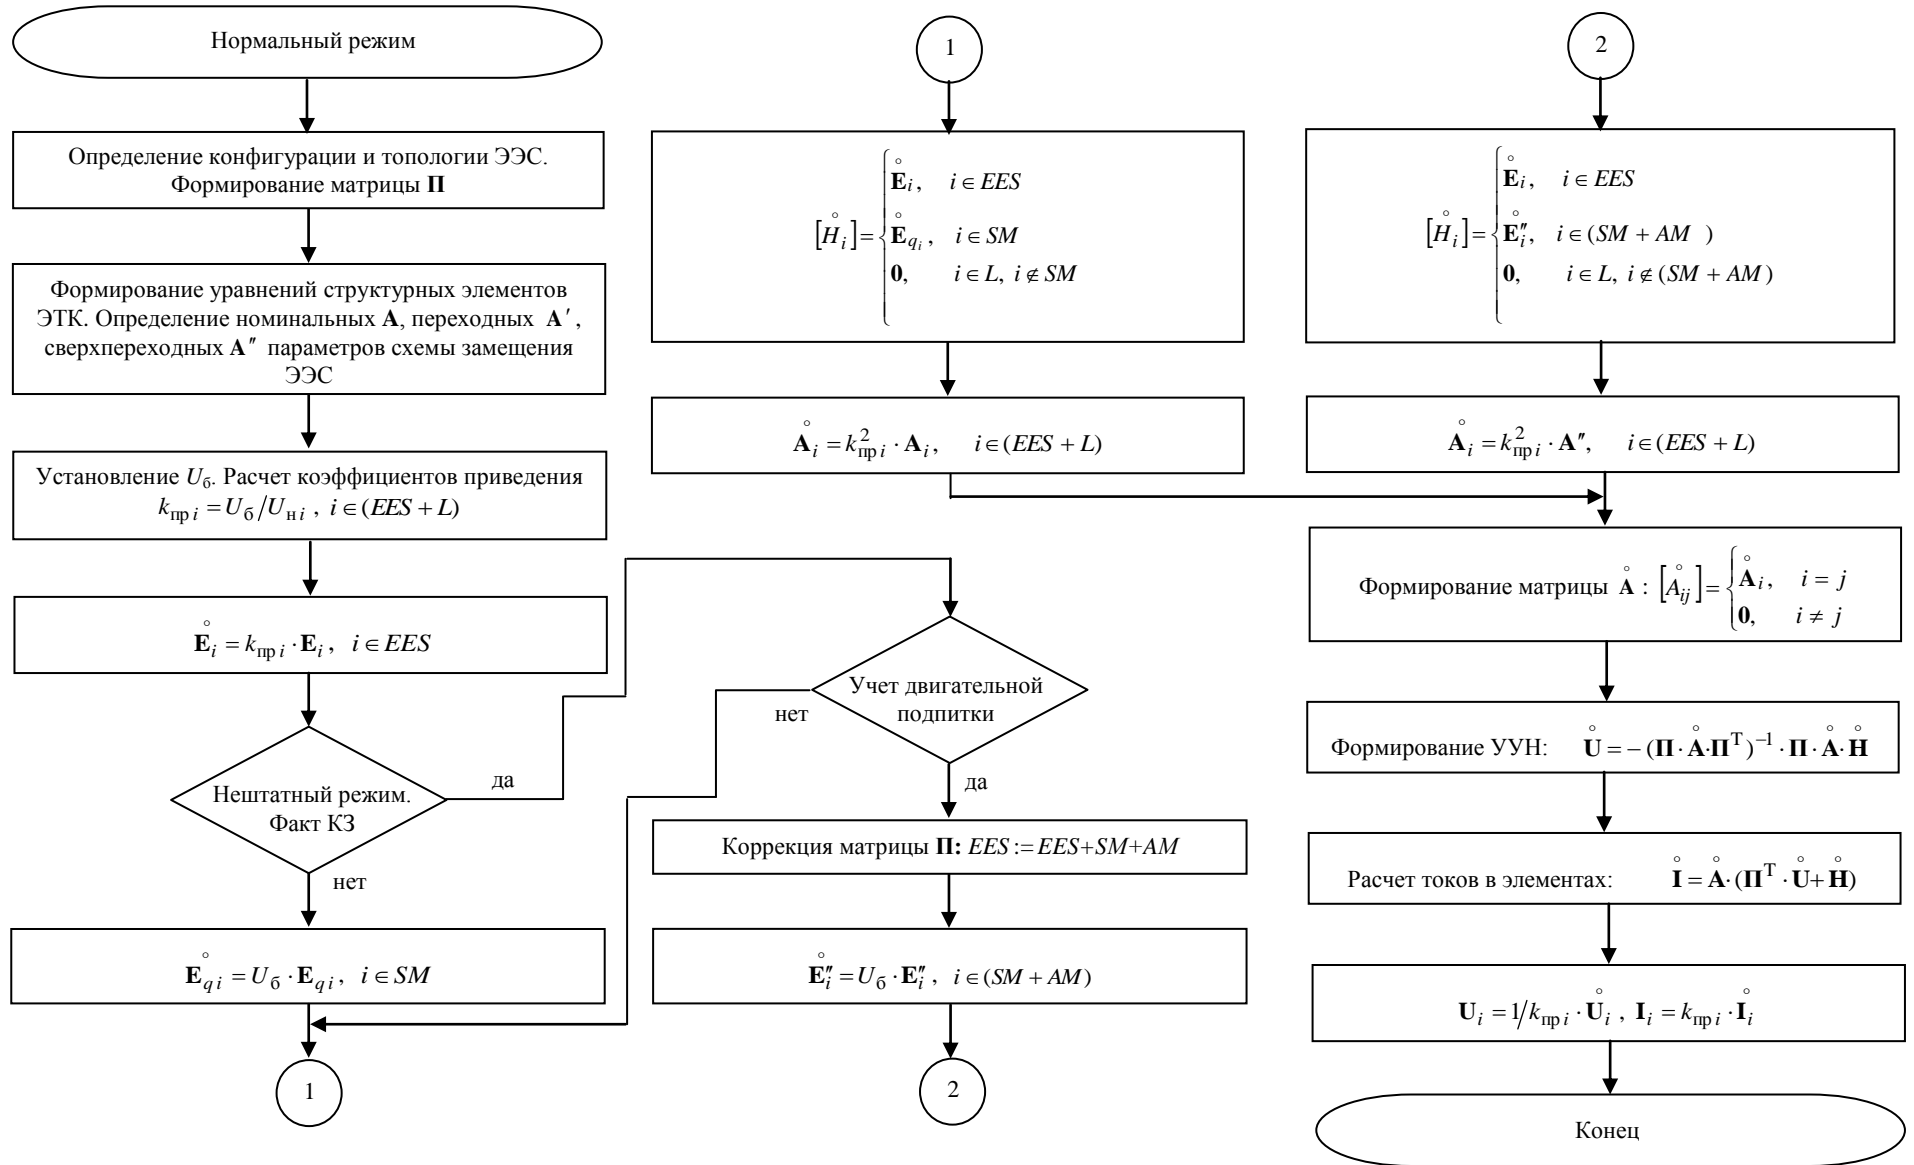 Нормальный режим
Определение конфигурации и топологии ЭЭС.
Формирование матрицы П
Формирование уравнений структурных элементов
ЭТК. Определение номинальных A, переходных A′,
сверхпереходных A″ параметров схемы замещения
ЭЭС
Установление Uб. Расчет коэффициентов приведения
kпр i = Uб/Uн i , i ∈ (EES + L)
E̊i = kпр i · Ei , i ∈ EES
Нештатный режим.
Факт КЗ
да
нет
E̊q i = Uб · Eq i , i ∈ SM
1
Учет двигательной
подпитки
нет
да
Коррекция матрицы П: EES := EES+SM+AM
E̊″i = Uб · E″i , i ∈ (SM + AM)
2
1
[H̊i] = {
E̊i , i ∈ EES
E̊qi , i ∈ SM
0, i ∈ L, i ∉ SM
Åi = k²пр i · Ai , i ∈ (EES + L)
2
[H̊i] = {
E̊i , i ∈ EES
E̊″i , i ∈ (SM + AM )
0, i ∈ L, i ∉ (SM + AM)
Åi = k²пр i · A″, i ∈ (EES + L)
Формирование матрицы Å : [Åij] = {
Åi , i = j
0, i ≠ j
Формирование УУН: Ů = – (П · Å · Пᵀ)⁻¹ · П · Å · H̊
Расчет токов в элементах: I̊ = Å · (Пᵀ · Ů + H̊)
Ui = 1/kпр i · Ůi , Ii = kпр i · I̊i
Конец